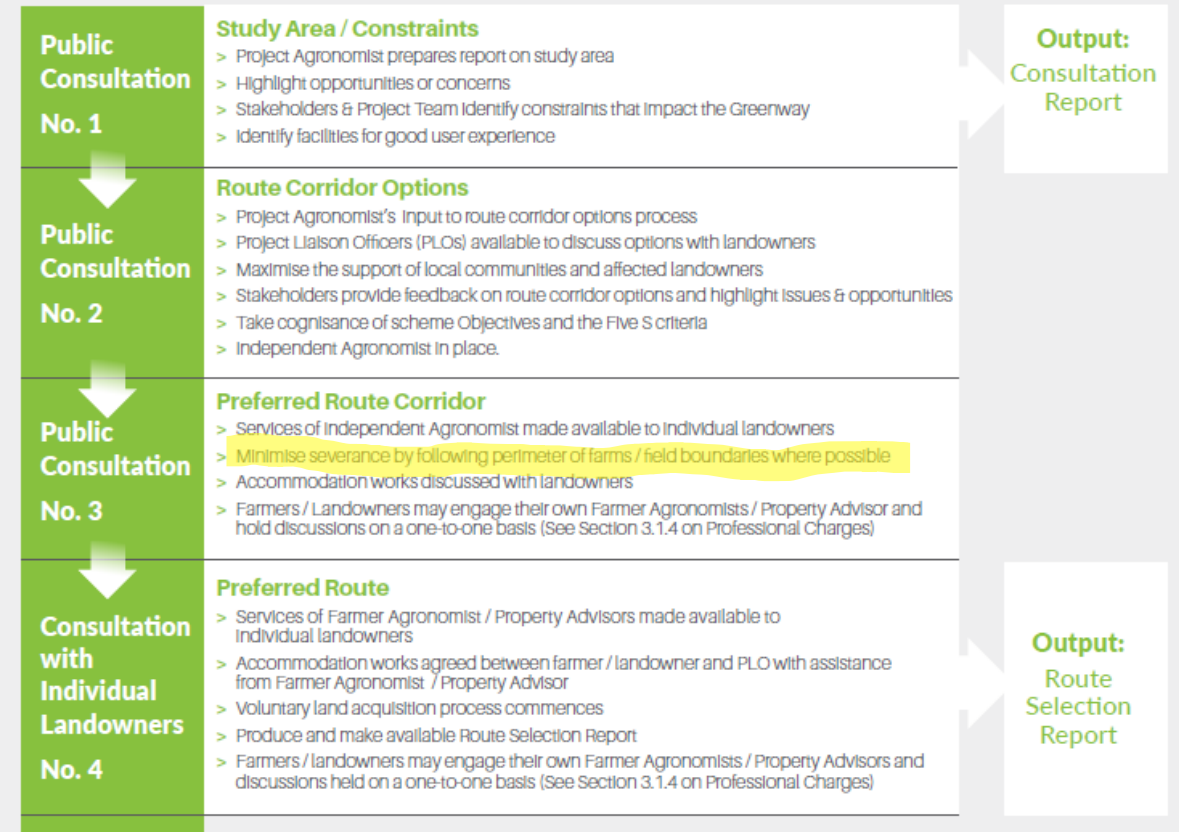 Public
Consultation
No. 1
Study Area / Constraints
> Project Agronomist prepares report on study area
> Highlight opportunities or concerns
> Stakeholders & Project Team Identify constraints that impact the Greenway
> Identify facilities for good user experience
Output:
Consultation
Report
Public
Consultation
No. 2
Route Corridor Options
> Project Agronomist's input to route corridor options process
> Project Liaison Officers (PLOs) available to discuss options with landowners
> Maximise the support of local communities and affected landowners
> Stakeholders provide feedback on route corridor options and highlight issues & opportunities
> Take cognisance of scheme Objectives and the Five S criteria
> Independent Agronomist in place.
Public
Consultation
No. 3
Preferred Route Corridor
> Services of Independent Agronomist made available to individual landowners
> Minimise severance by following perimeter of farms / field boundaries where possible
> Accommodation works discussed with landowners
> Farmers / Landowners may engage their own Farmer Agronomists / Property Advisor and
hold discussions on a one-to-one basis (See Section 3.1.4 on Professional Charges)
Consultation
with
Individual
Landowners
No. 4
Preferred Route
> Services of Farmer Agronomist / Property Advisors made available to
individual landowners
> Accommodation works agreed between farmer / landowner and PLO with assistance
from Farmer Agronomist / Property Advisor
> Voluntary land acquisition process commences
> Produce and make available Route Selection Report
> Farmers / landowners may engage their own Farmer Agronomists / Property Advisors and
discussions held on a one-to-one basis (See Section 3.1.4 on Professional Charges)
Output:
Route
Selection
Report